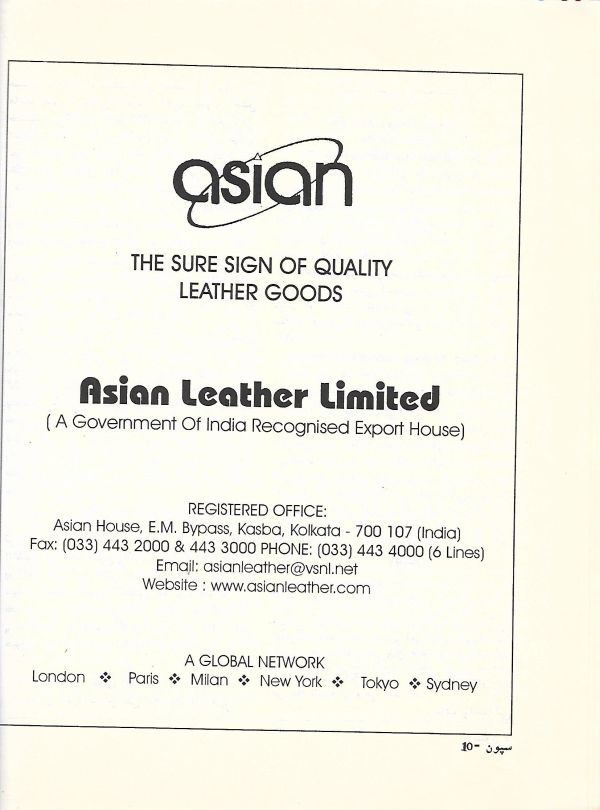 asian
THE SURE SIGN OF QUALITY
LEATHER GOODS
Asian Leather Limited
( A Government Of India Recognised Export House)
REGISTERED OFFICE:
Asian House, E.M. Bypass, Kasba, Kolkata - 700 107 (India)
Fax: (033) 443 2000 & 443 3000 PHONE: (033) 443 4000 (6 Lines)
Email: asianleather@vsnl.net
Website : www.asianleather.com
A GLOBAL NETWORK
London ❖ Paris ❖ Milan ❖ New York ❖ Tokyo ❖ Sydney
سپون -10